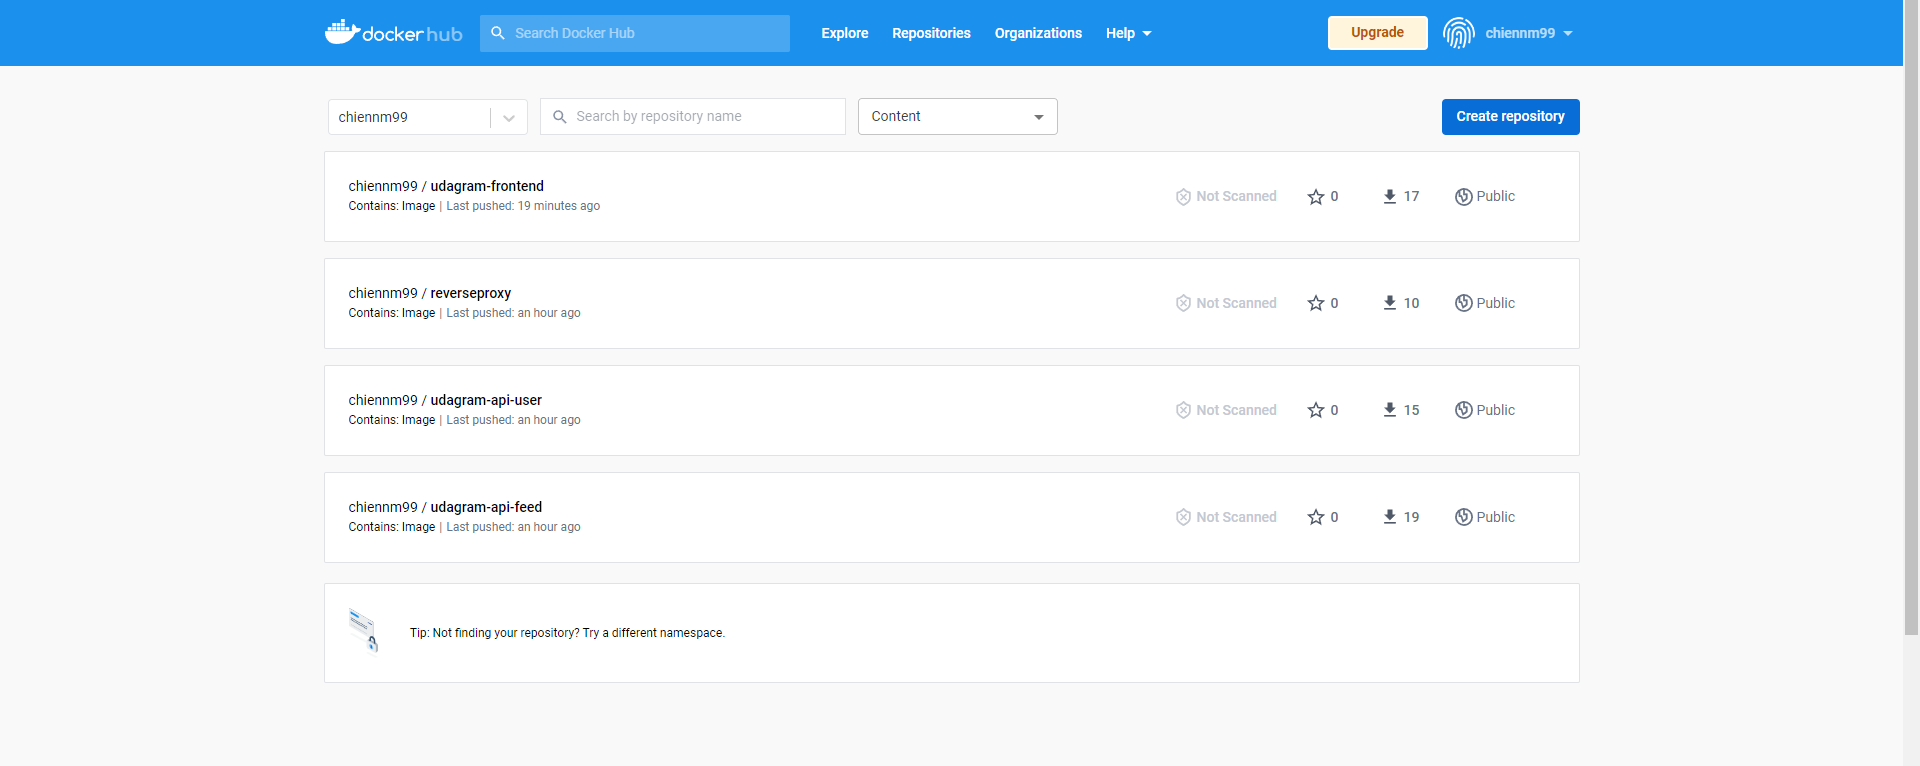 docker hub
Search Docker Hub
Explore
Repositories
Organizations
Help
Upgrade
chiennm99
chiennm99
Search by repository name
Content
Create repository
chiennm99 / udagram-frontend
Contains: Image | Last pushed: 19 minutes ago
Not Scanned
0
17
Public
chiennm99 / reverseproxy
Contains: Image | Last pushed: an hour ago
Not Scanned
0
10
Public
chiennm99 / udagram-api-user
Contains: Image | Last pushed: an hour ago
Not Scanned
0
15
Public
chiennm99 / udagram-api-feed
Contains: Image | Last pushed: an hour ago
Not Scanned
0
19
Public
Tip: Not finding your repository? Try a different namespace.